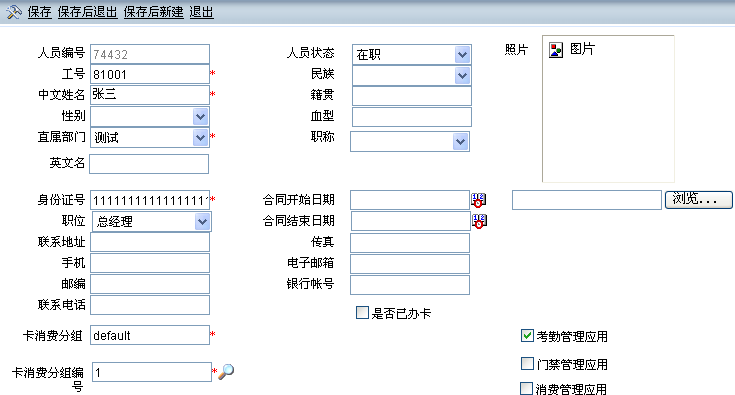 保存 保存后退出 保存后新建 退出
人员编号 74432 人员状态 在职 照片 图片
工号 81001 * 民族
中文姓名 张三 * 籍贯
性别 * 血型
直属部门 测试 * 职称
英文名
身份证号 111111111111111111 * 合同开始日期 浏览...
职位 总经理 合同结束日期
联系地址 传真
手机 电子邮箱
邮编 银行帐号
联系电话 是否已办卡
卡消费分组 default * 考勤管理应用
门禁管理应用
卡消费分组编号 1 *
消费管理应用